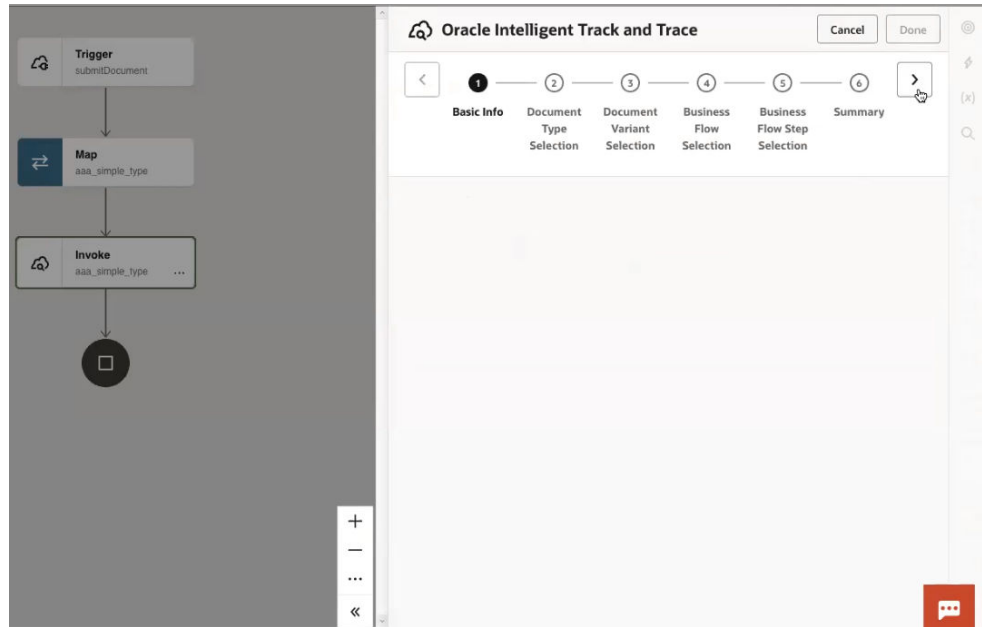 Trigger
submitDocument
Map
aaa_simple_type
Invoke
aaa_simple_type
...
Oracle Intelligent Track and Trace
Cancel
Done
1
2
3
4
5
6
Basic Info
Document
Type
Selection
Document
Variant
Selection
Business
Flow
Selection
Business
Flow Step
Selection
Summary
(x)